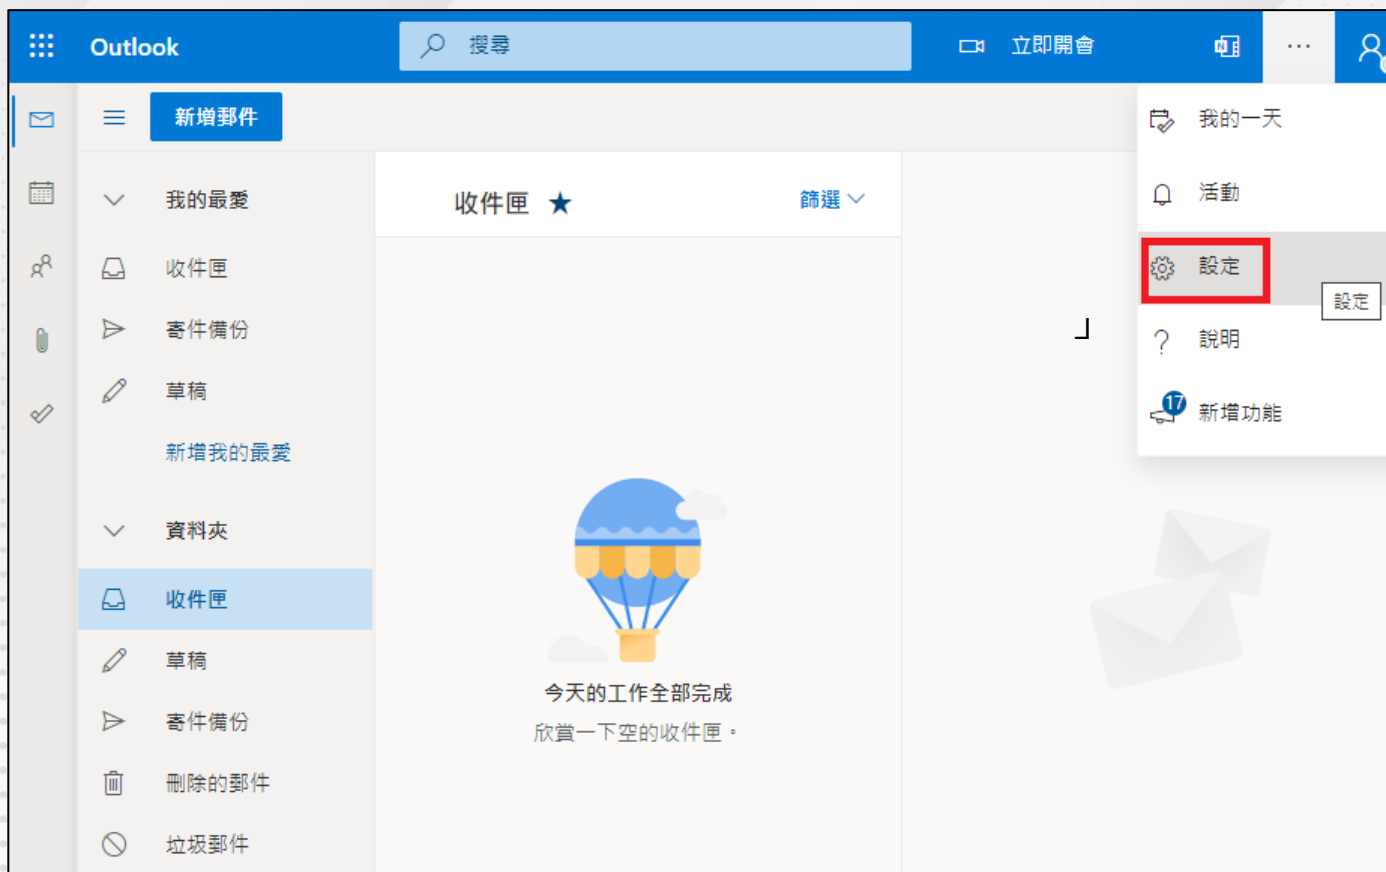 Outlook
搜尋
立即開會
新增郵件
我的最愛
收件匣
寄件備份
草稿
新增我的最愛
資料夾
收件匣
草稿
寄件備份
刪除的郵件
垃圾郵件
收件匣 ★
篩選
今天的工作全部完成
欣賞一下空的收件匣。
」
我的一天
活動
設定
設定
說明
17
新增功能